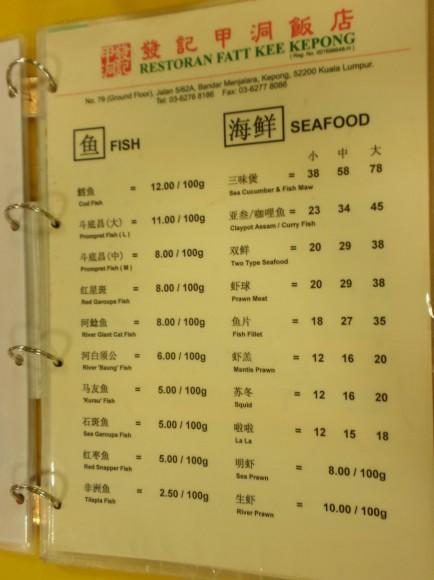 發記甲洞飯店
RESTORAN FATT KEE KEPONG
No. 79 (Ground Floor), Jalan 5/62A, Bandar Menjalara, Kepong, 52200 Kuala Lumpur.
Tel: 03-6276 8186 Fax: 03-6277 8086
鱼 FISH
鳕鱼 = 12.00 / 100g
Cod Fish
斗底昌(大) = 11.00 / 100g
Prompret Fish ( L )
斗底昌(中) = 8.00 / 100g
Prompret Fish ( M )
红星斑 = 8.00 / 100g
Red Garoupa Fish
河鲶鱼 = 8.00 / 100g
River Giant Cat Fish
河白须公 = 6.00 / 100g
River 'Baung' Fish
马友鱼 = 5.00 / 100g
'Kurau' Fish
石斑鱼 = 5.00 / 100g
Sea Garoupa Fish
红枣鱼 = 5.00 / 100g
Red Snapper Fish
非洲鱼 = 2.50 / 100g
Tilapia Fish
海鲜 SEAFOOD
小 中 大
三味煲 = 38 58 78
Sea Cucumber & Fish Maw
亚叁/咖哩鱼 = 23 34 45
Claypot Assam / Curry Fish
双鲜 = 20 29 38
Two Type Seafood
虾球 = 20 29 38
Prawn Meat
鱼片 = 18 27 35
Fish Fillet
虾羔 = 12 16 20
Mantis Prawn
苏冬 = 12 16 20
Squid
啦啦 = 12 15 18
La La
明虾 = 8.00 / 100g
Sea Prawn
生虾 = 10.00 / 100g
River Prawn